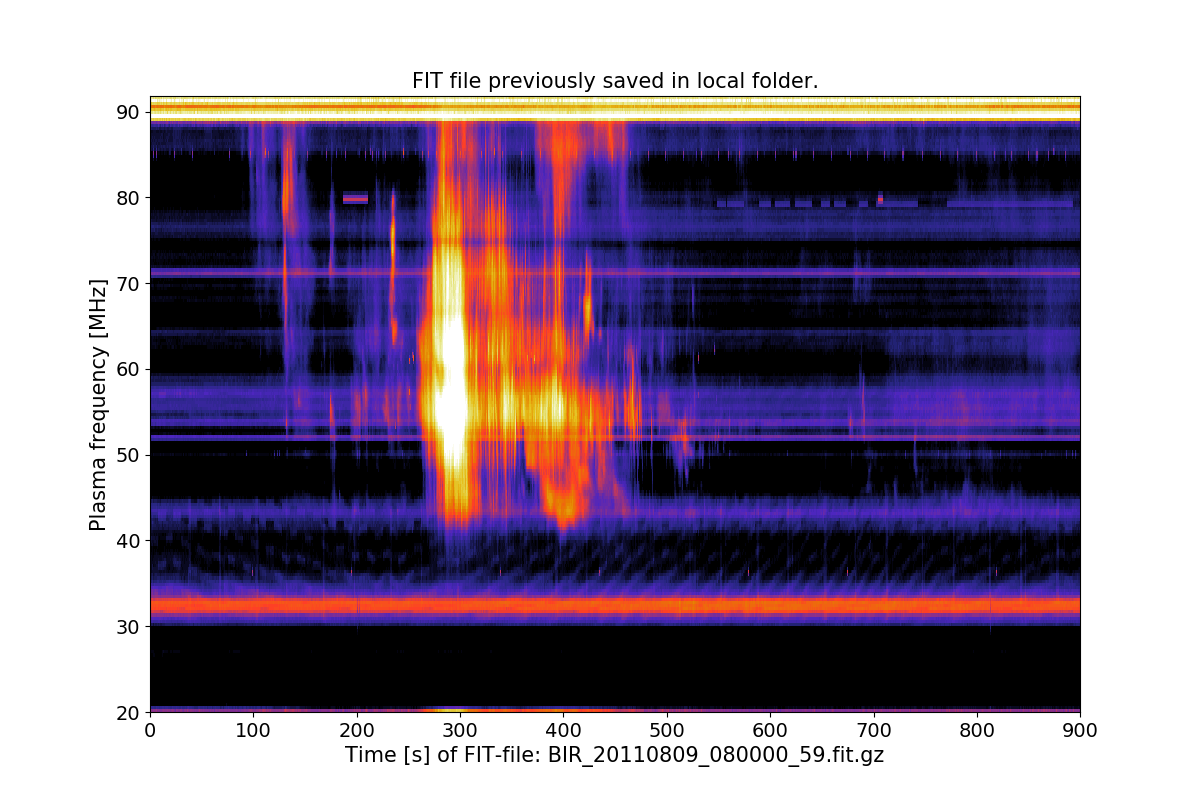 FIT file previously saved in local folder.
90
80
70
60
50
40
30
20
Plasma frequency [MHz]
0 100 200 300 400 500 600 700 800 900
Time [s] of FIT-file: BIR_20110809_080000_59.fit.gz